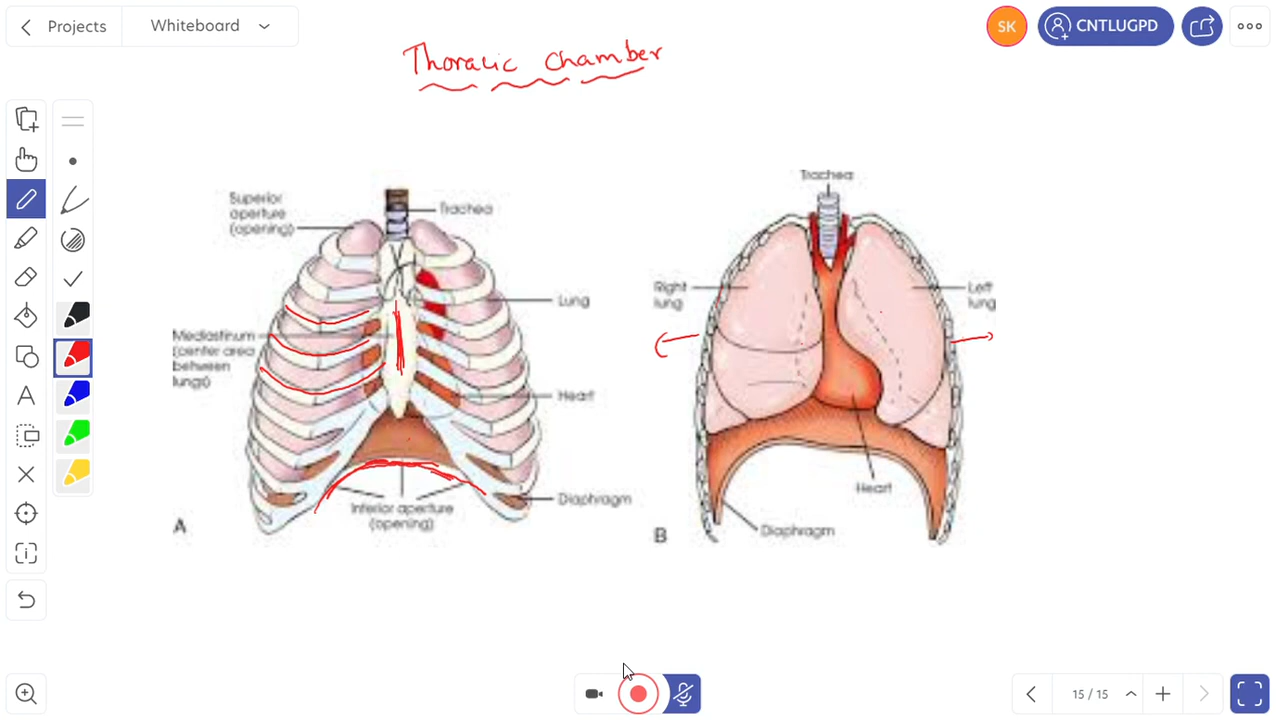 Projects
Whiteboard
SK
CNTLUGPD
Thoracic chamber
Superior
aperture
(opening)
Trachea
Lung
Mediastinum
(center area
between
lungs)
Heart
Inferior aperture
(opening)
Diaphragm
A
Trachea
Right
lung
Left
lung
Heart
Diaphragm
B
A
15 / 15